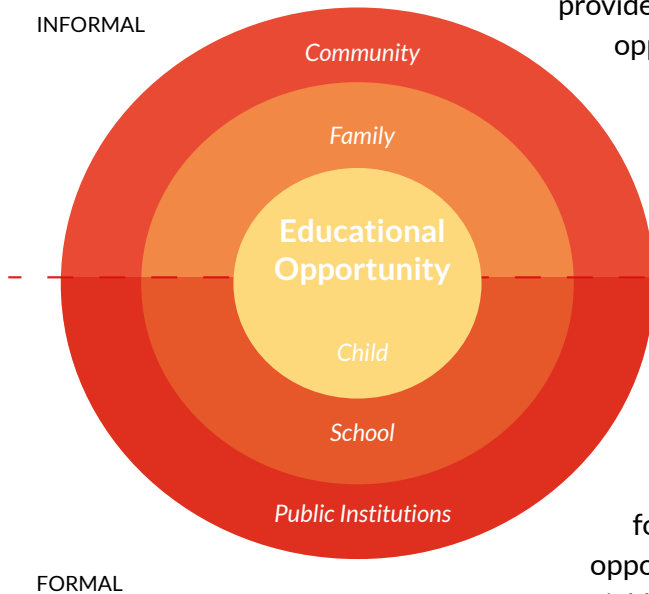 INFORMAL
Community
Family
Educational
Opportunity
Child
School
Public Institutions
FORMAL